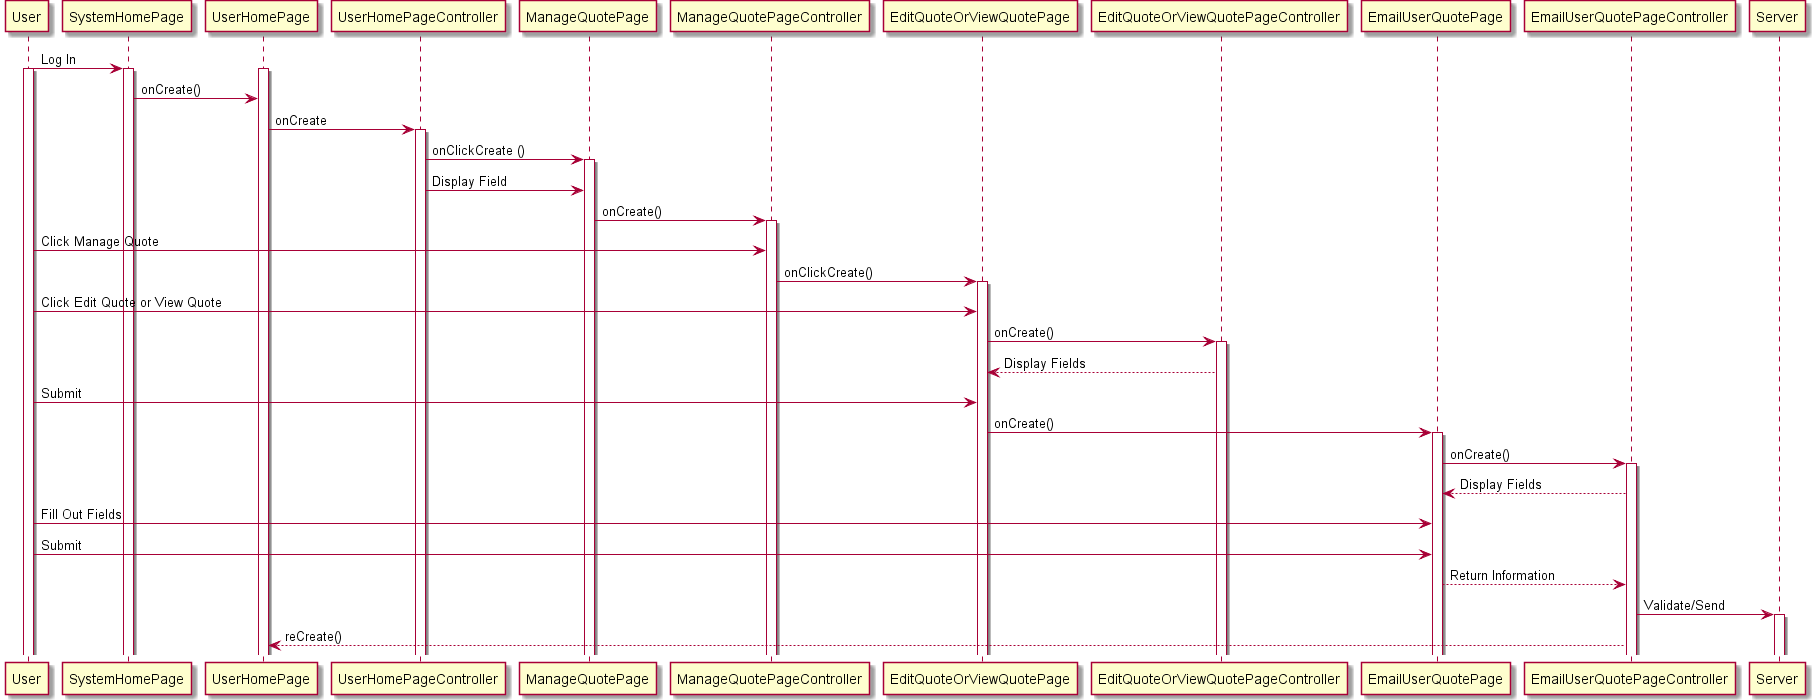 User
SystemHomePage
UserHomePage
UserHomePageController
ManageQuotePage
ManageQuotePageController
EditQuoteOrViewQuotePage
EditQuoteOrViewQuotePageController
EmailUserQuotePage
EmailUserQuotePageController
Server
Log In
onCreate()
onCreate
onClickCreate ()
Display Field
onCreate()
Click Manage Quote
onClickCreate()
Click Edit Quote or View Quote
onCreate()
Display Fields
Submit
onCreate()
onCreate()
Display Fields
Fill Out Fields
Submit
Return Information
Validate/Send
reCreate()
User
SystemHomePage
UserHomePage
UserHomePageController
ManageQuotePage
ManageQuotePageController
EditQuoteOrViewQuotePage
EditQuoteOrViewQuotePageController
EmailUserQuotePage
EmailUserQuotePageController
Server